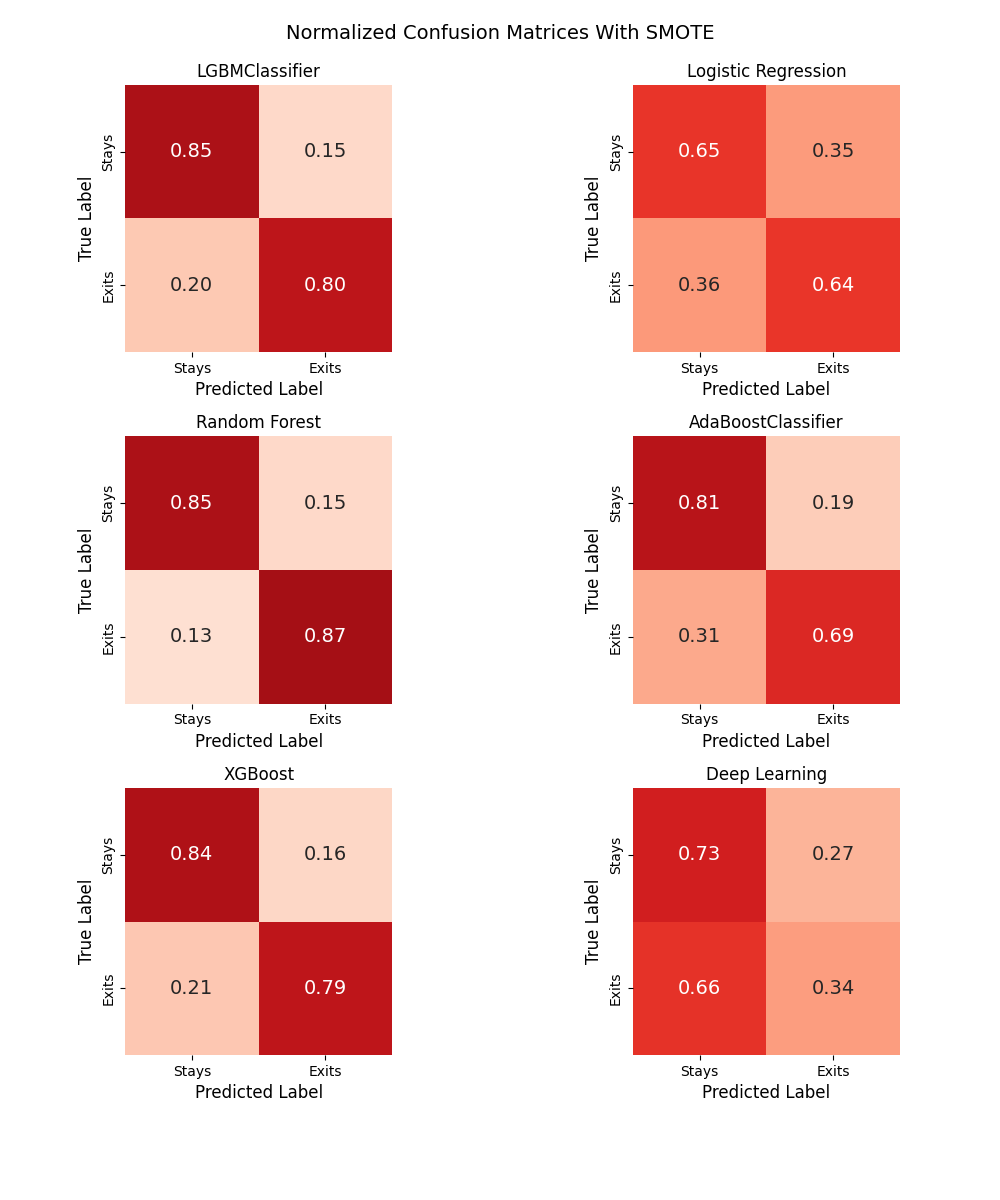 Normalized Confusion Matrices With SMOTE
LGBMClassifier
True Label
Stays
0.85
0.15
Exits
0.20
0.80
Stays
Exits
Predicted Label
Logistic Regression
True Label
Stays
0.65
0.35
Exits
0.36
0.64
Stays
Exits
Predicted Label
Random Forest
True Label
Stays
0.85
0.15
Exits
0.13
0.87
Stays
Exits
Predicted Label
AdaBoostClassifier
True Label
Stays
0.81
0.19
Exits
0.31
0.69
Stays
Exits
Predicted Label
XGBoost
True Label
Stays
0.84
0.16
Exits
0.21
0.79
Stays
Exits
Predicted Label
Deep Learning
True Label
Stays
0.73
0.27
Exits
0.66
0.34
Stays
Exits
Predicted Label